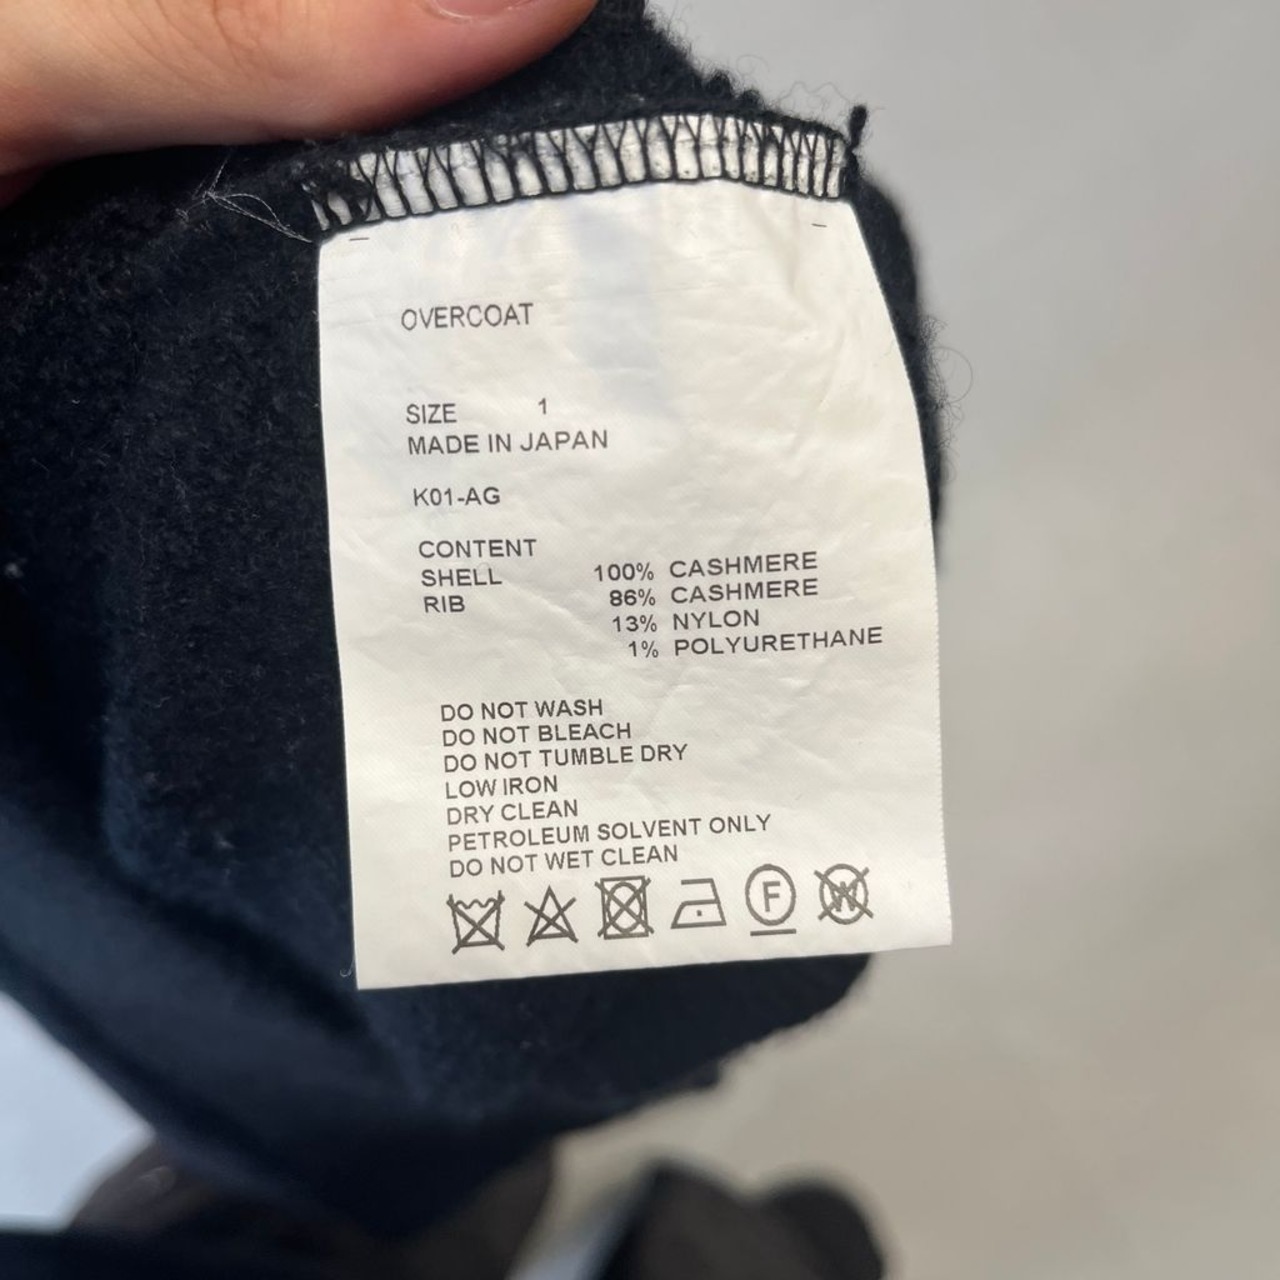 OVERCOAT
SIZE 1
MADE IN JAPAN
K01-AG
CONTENT
SHELL 100% CASHMERE
RIB 86% CASHMERE
13% NYLON
1% POLYURETHANE
DO NOT WASH
DO NOT BLEACH
DO NOT TUMBLE DRY
LOW IRON
DRY CLEAN
PETROLEUM SOLVENT ONLY
DO NOT WET CLEAN
F W